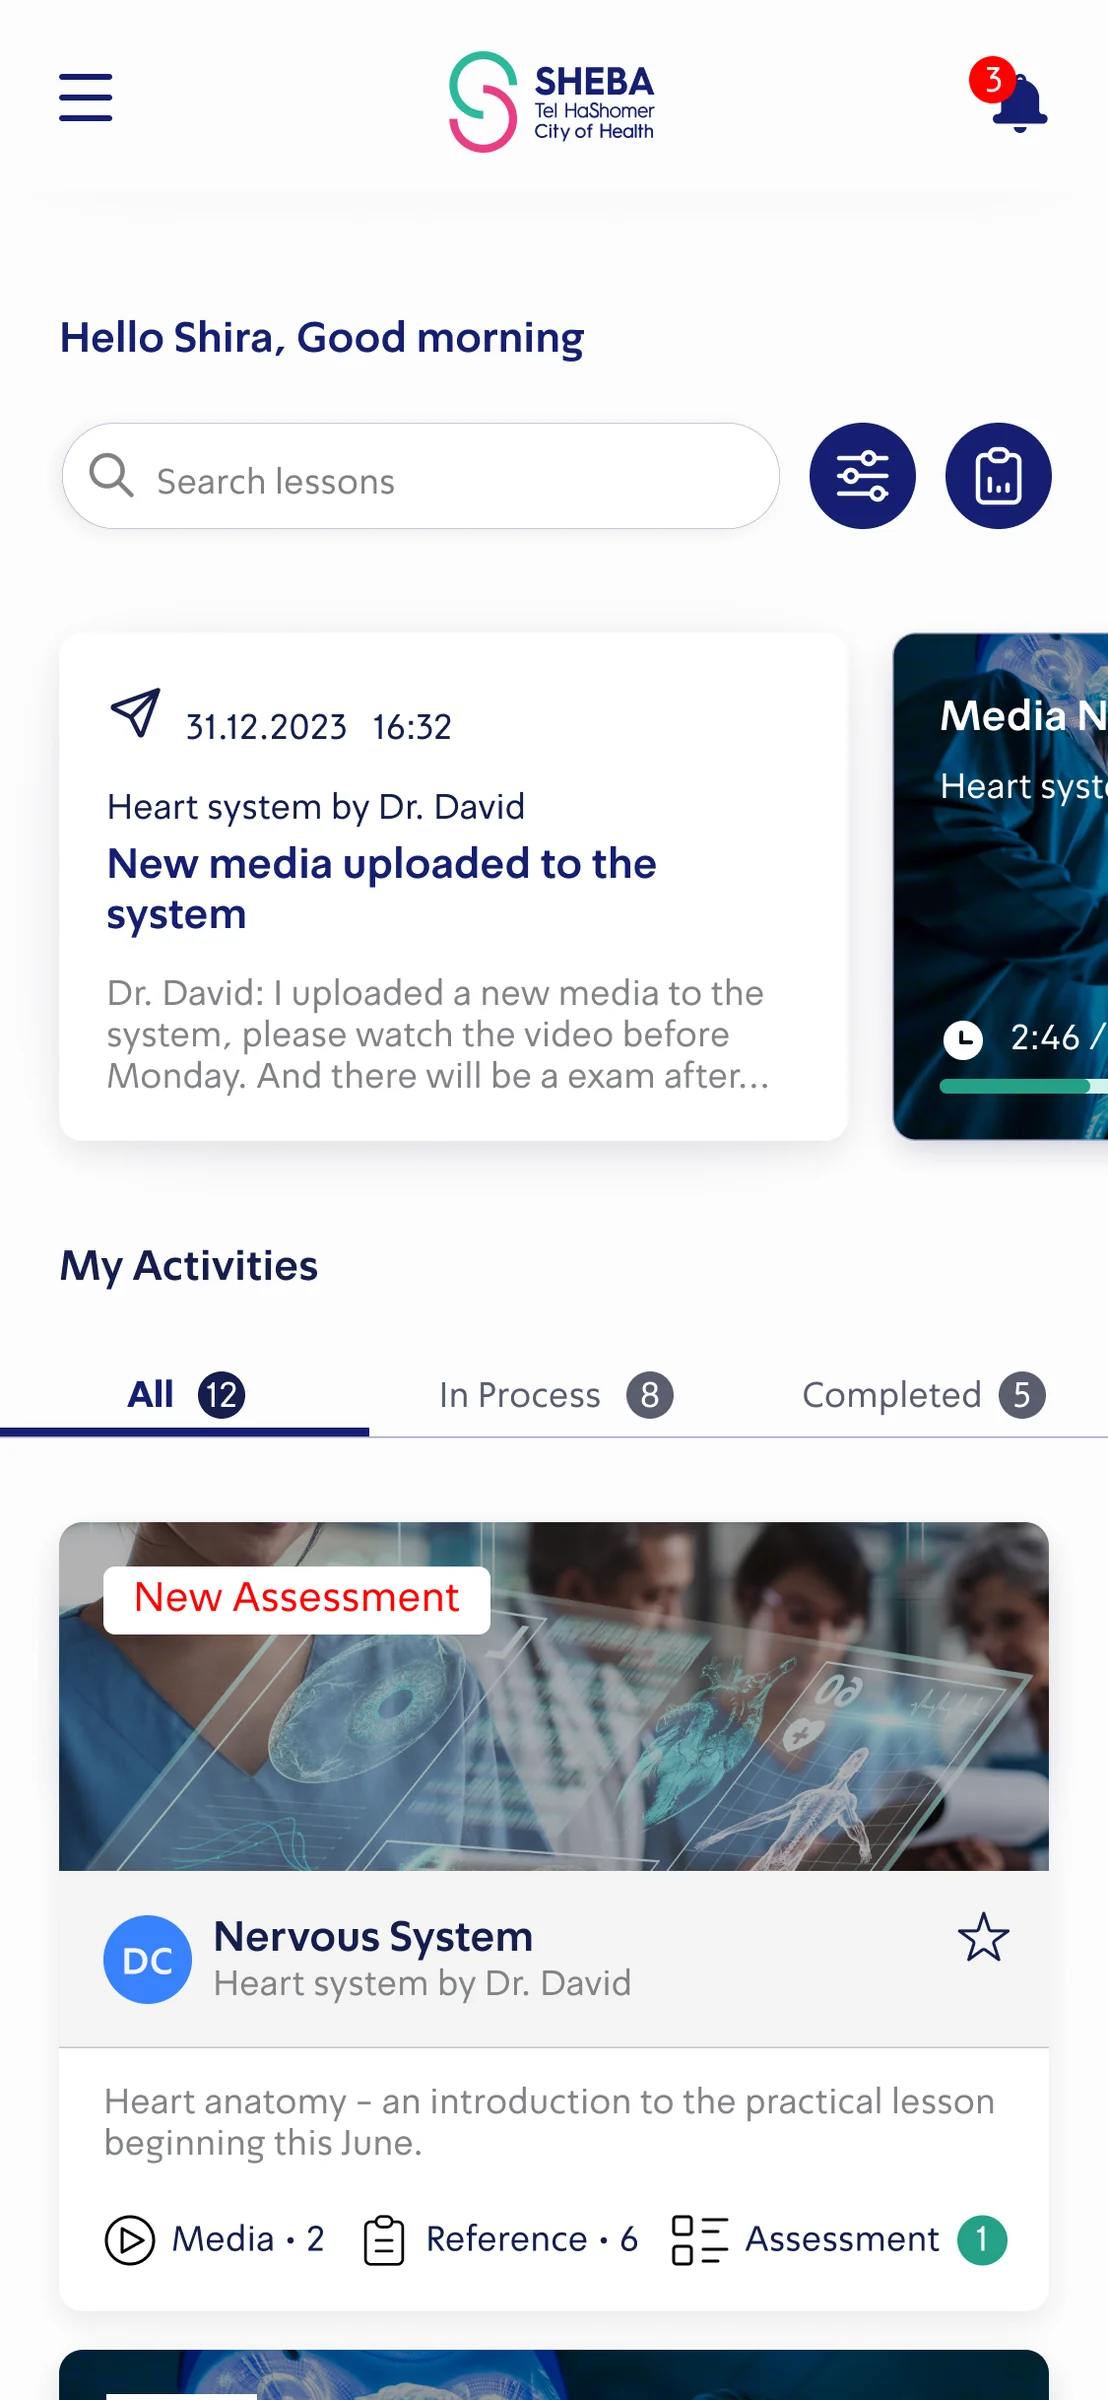 SHEBA
Tel HaShomer
City of Health
3
Hello Shira, Good morning
Search lessons
31.12.2023 16:32
Heart system by Dr. David
New media uploaded to the
system
Dr. David: I uploaded a new media to the
system, please watch the video before
Monday. And there will be a exam after...
Media N
Heart syste
2:46 /
My Activities
All 12
In Process 8
Completed 5
New Assessment
DC
Nervous System
Heart system by Dr. David
Heart anatomy – an introduction to the practical lesson
beginning this June.
Media • 2
Reference • 6
Assessment 1